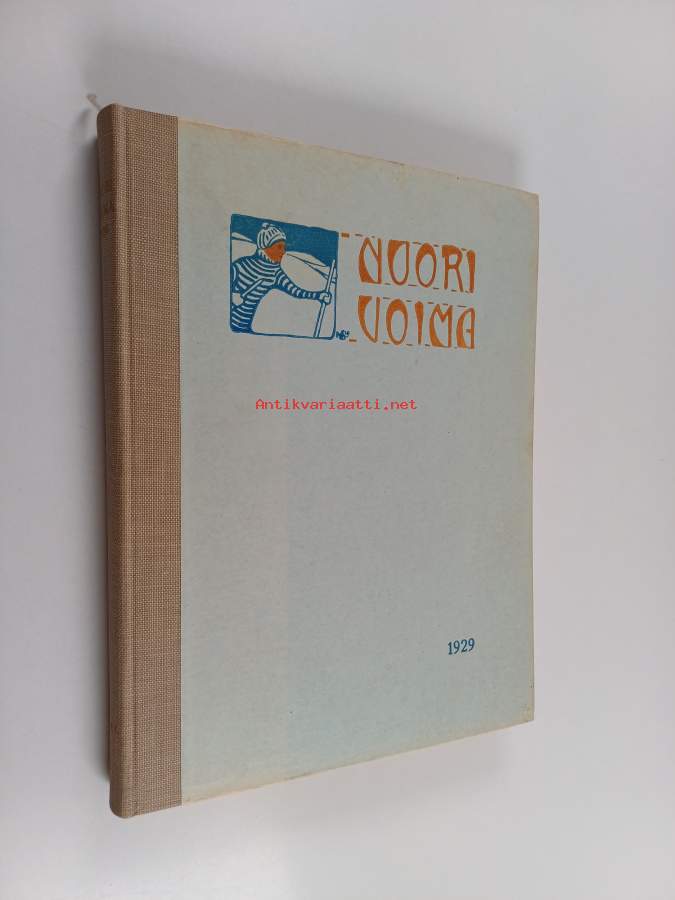 NUORI
VOIMA
Antikvariaatti.net
1929